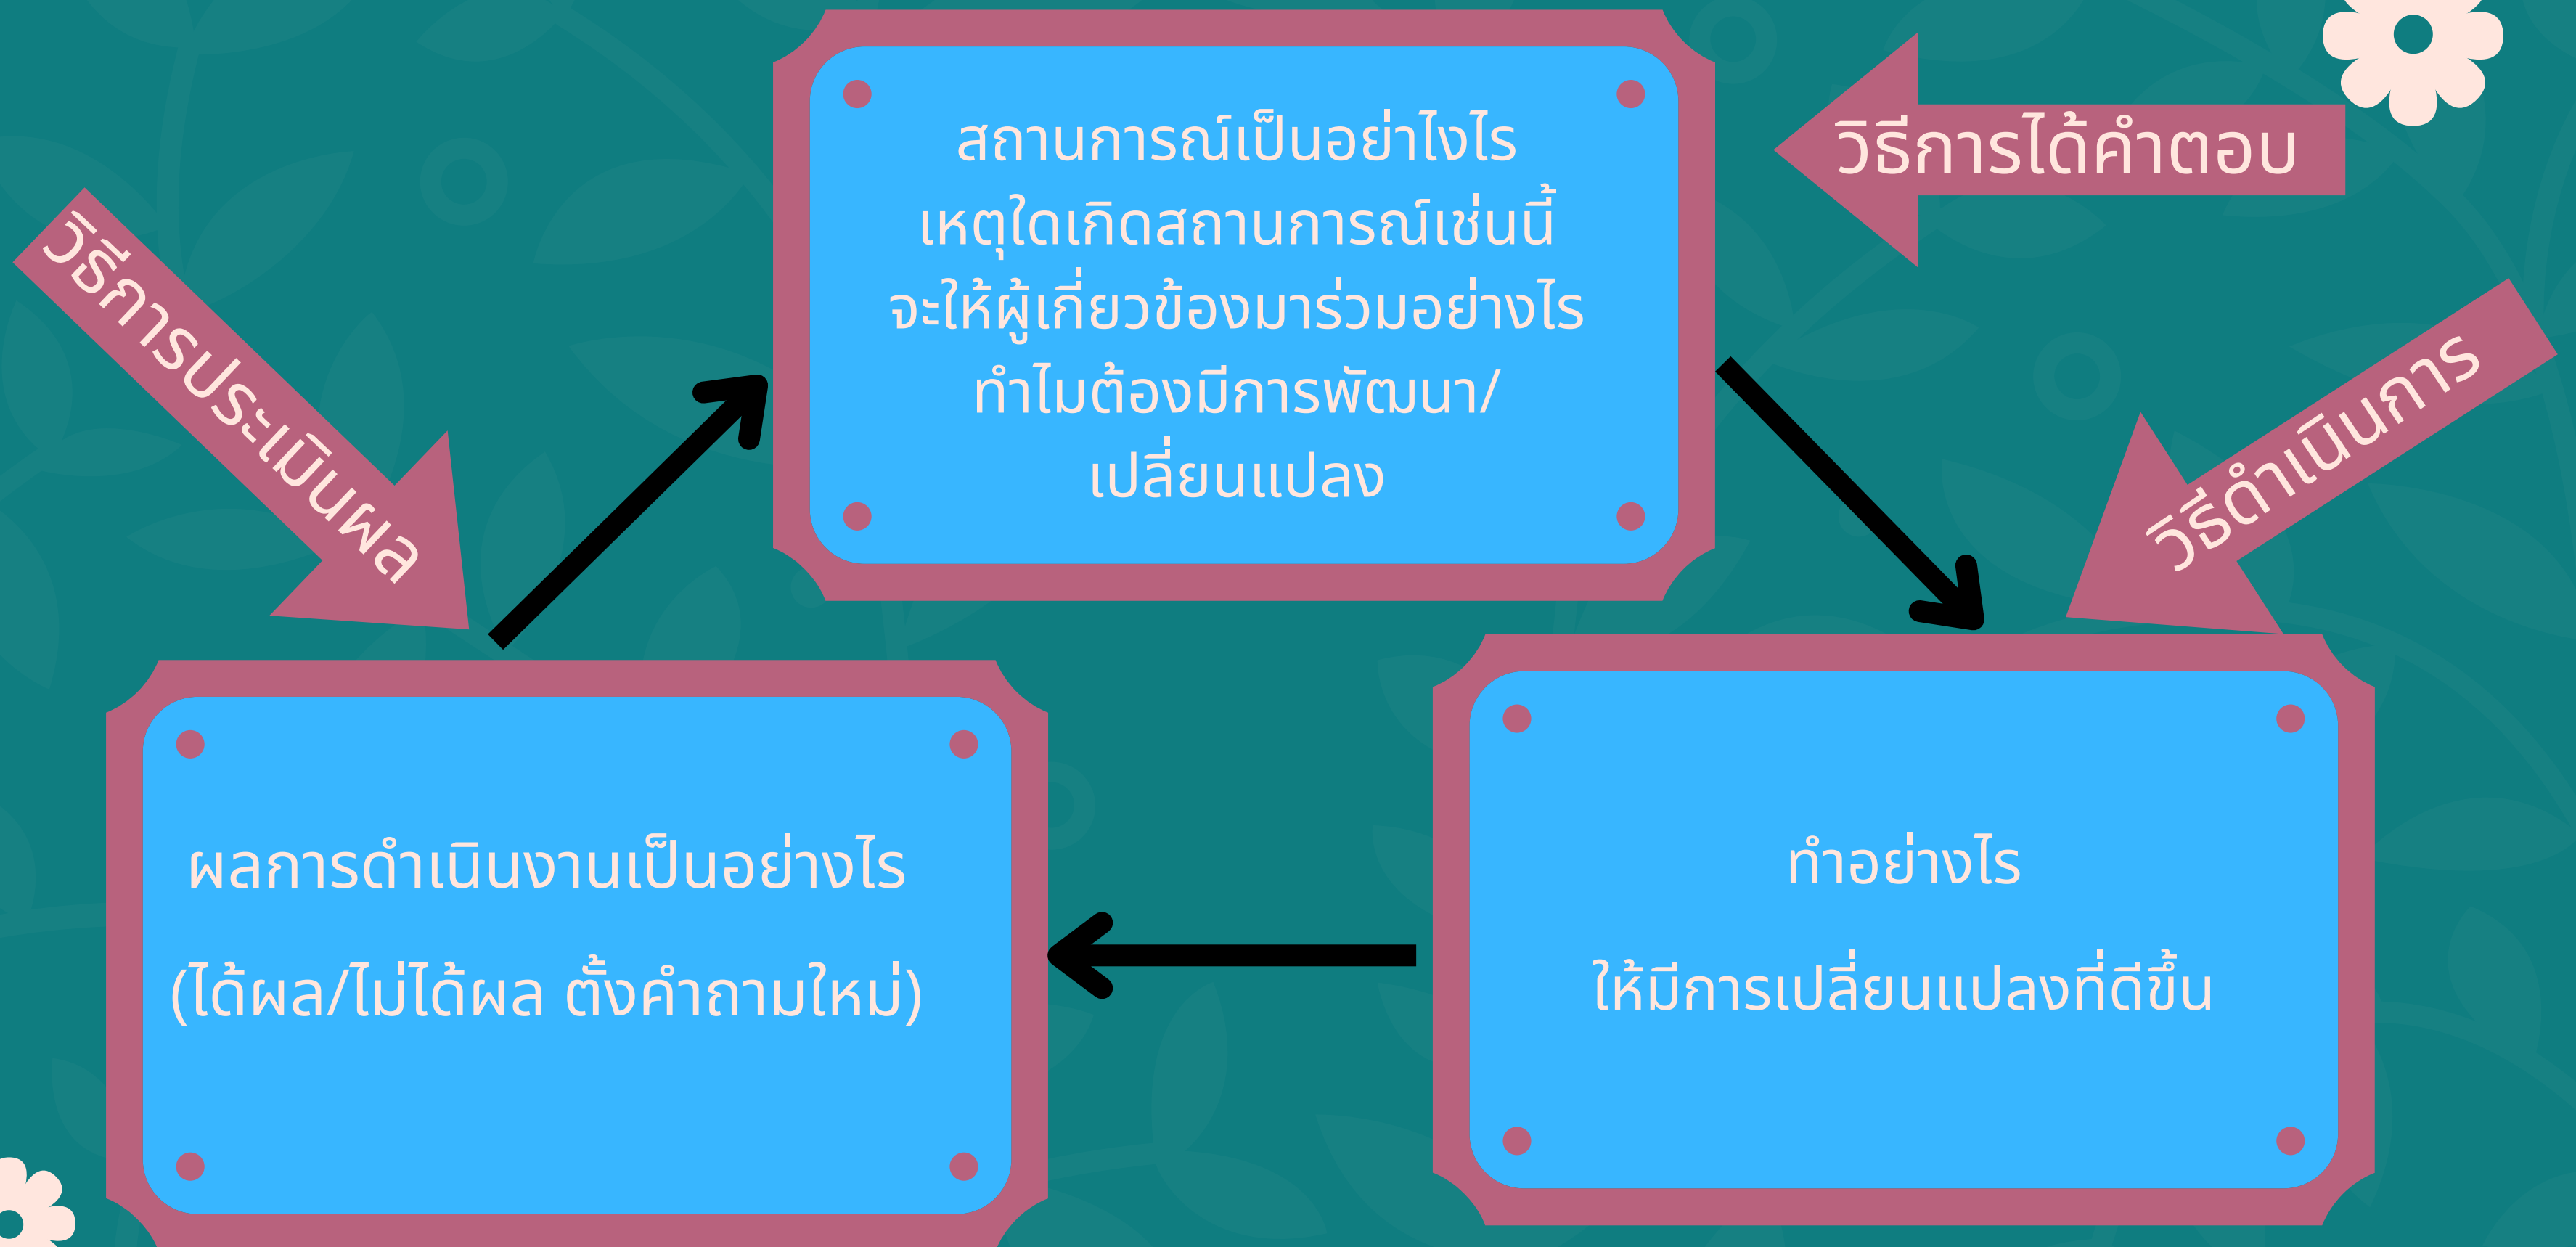 สถานการณ์เป็นอย่าไงไร
เหตุใดเกิดสถานการณ์เช่นนี้
จะให้ผู้เกี่ยวข้องมาร่วมอย่างไร
ทำไมต้องมีการพัฒนา/
เปลี่ยนแปลง
วิธีการได้คำตอบ
วิธีการประเมินผล
วิธีดำเนินการ
ผลการดำเนินงานเป็นอย่างไร
(ได้ผล/ไม่ได้ผล ตั้งคำถามใหม่)
ทำอย่างไร
ให้มีการเปลี่ยนแปลงที่ดีขึ้น